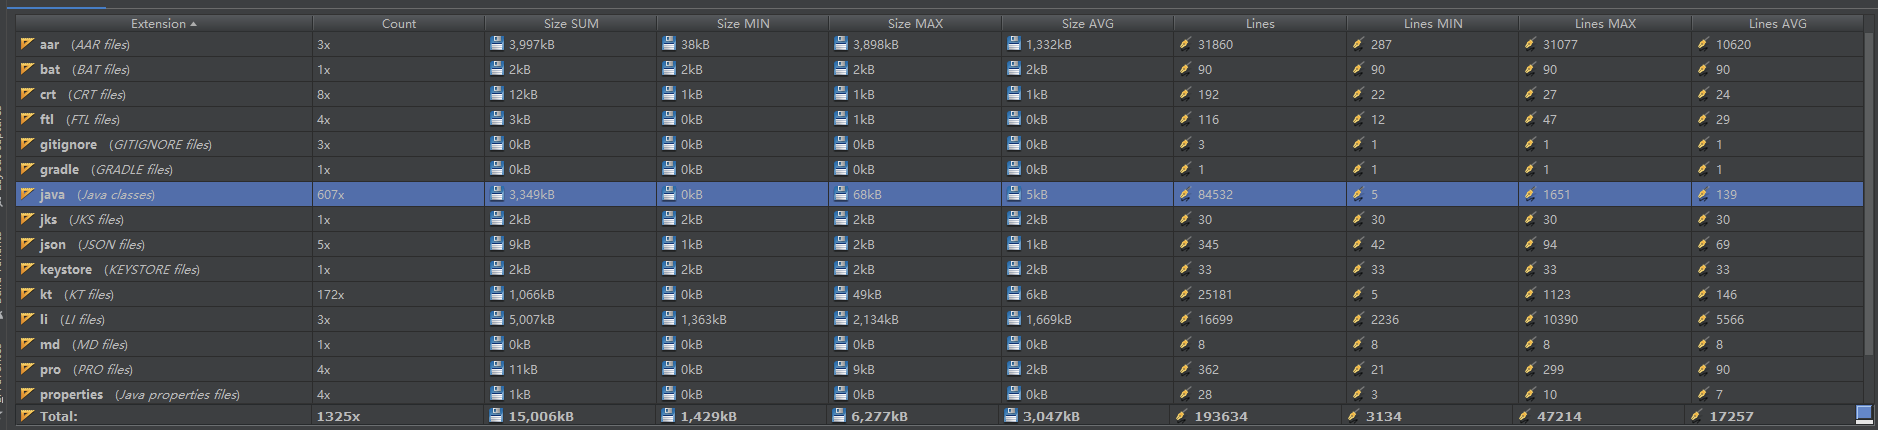 Extension Count Size SUM Size MIN Size MAX Size AVG Lines Lines MIN Lines MAX Lines AVG
aar (AAR files) 3x 3,997kB 38kB 3,898kB 1,332kB 31860 287 31077 10620
bat (BAT files) 1x 2kB 2kB 2kB 2kB 90 90 90 90
crt (CRT files) 8x 12kB 1kB 1kB 1kB 192 22 27 24
ftl (FTL files) 4x 3kB 0kB 1kB 0kB 116 12 47 29
gitignore (GITIGNORE files) 3x 0kB 0kB 0kB 0kB 3 1 1 1
gradle (GRADLE files) 1x 0kB 0kB 0kB 0kB 1 1 1 1
java (Java classes) 607x 3,349kB 0kB 68kB 5kB 84532 5 1651 139
jks (JKS files) 1x 2kB 2kB 2kB 2kB 30 30 30 30
json (JSON files) 5x 9kB 1kB 2kB 1kB 345 42 94 69
keystore (KEYSTORE files) 1x 2kB 2kB 2kB 2kB 33 33 33 33
kt (KT files) 172x 1,066kB 0kB 49kB 6kB 25181 5 1123 146
li (LI files) 3x 5,007kB 1,363kB 2,134kB 1,669kB 16699 2236 10390 5566
md (MD files) 1x 0kB 0kB 0kB 0kB 8 8 8 8
pro (PRO files) 4x 11kB 0kB 9kB 2kB 362 21 299 90
properties (Java properties files) 4x 1kB 0kB 0kB 0kB 28 3 10 7
Total: 1325x 15,006kB 1,429kB 6,277kB 3,047kB 193634 3134 47214 17257